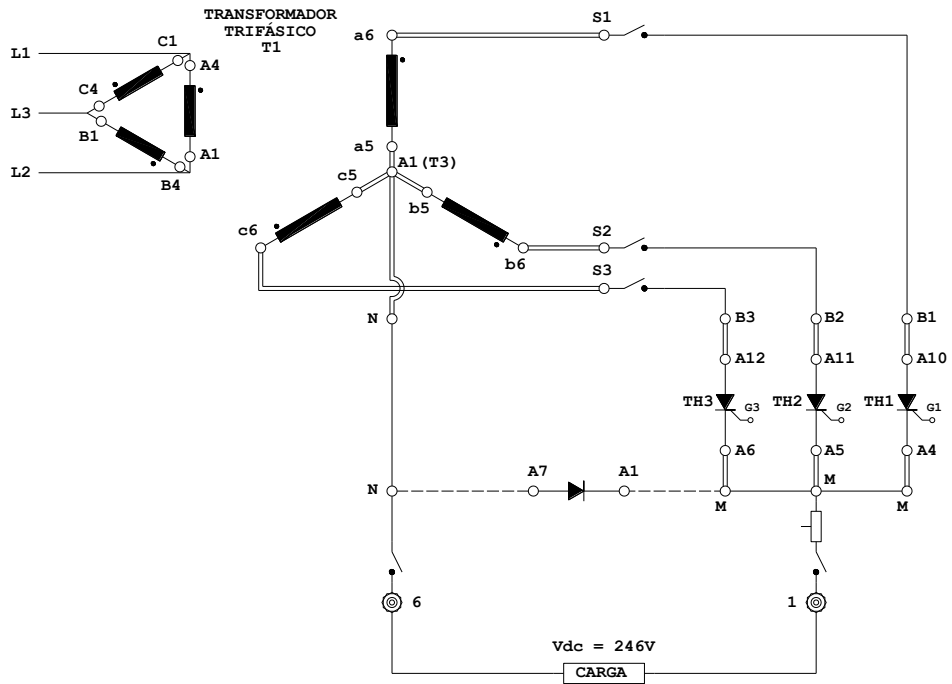 TRANSFORMADOR
TRIFÁSICO
T1
a6
S1
C1
L1
A4
C4
L3
B1
a5
A1
A1(T3)
L2
B4
c5
b5
c6
S2
b6
S3
N
B3
B2
B1
A12
A11
A10
TH3
G3
TH2
G2
TH1
G1
A6
A5
A4
N
A7
A1
M
M
M
6
1
Vdc = 246V
CARGA